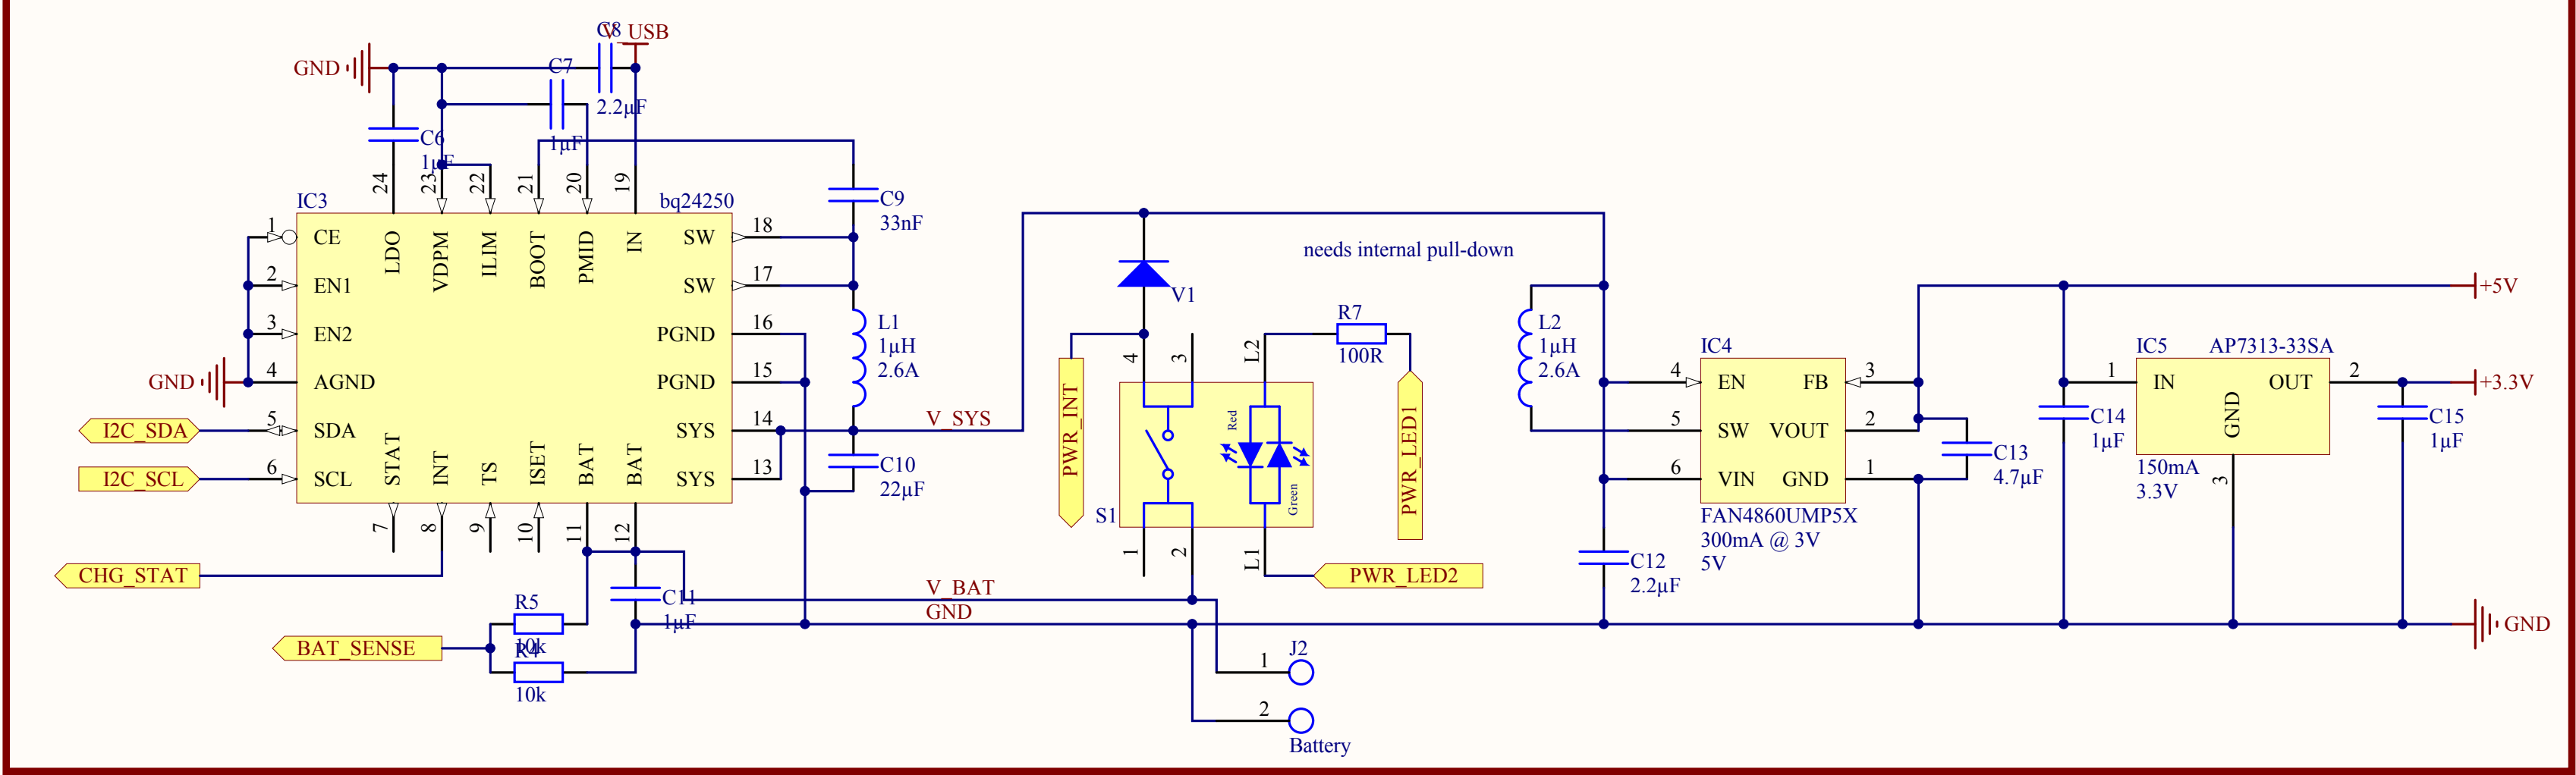 C8
V_USB
GND
C7
2.2µF
C6
1µF
1µF
24
23
22
21
20
19
IC3
bq24250
C9
33nF
1
CE
LDO
VDPM
ILIM
BOOT
PMID
IN
SW
18
2
EN1
SW
17
3
EN2
PGND
16
L1
1µH
2.6A
GND
4
AGND
PGND
15
I2C_SDA
5
SDA
SYS
14
V_SYS
I2C_SCL
6
SCL
STAT
INT
TS
ISET
BAT
BAT
SYS
13
C10
22µF
7
8
9
10
11
12
CHG_STAT
C11
1µF
V_BAT
GND
R5
10k
BAT_SENSE
R4
10k
needs internal pull-down
V1
PWR_INT
4
3
L2
R7
100R
PWR_LED1
Red
Green
S1
1
2
L1
PWR_LED2
J2
1
2
Battery
L2
1µH
2.6A
IC4
4
EN
FB
3
5
SW
VOUT
2
6
VIN
GND
1
FAN4860UMP5X
300mA @ 3V
5V
C12
2.2µF
C13
4.7µF
+5V
C14
1µF
IC5
AP7313-33SA
1
IN
OUT
2
GND
3
150mA
3.3V
+3.3V
C15
1µF
GND